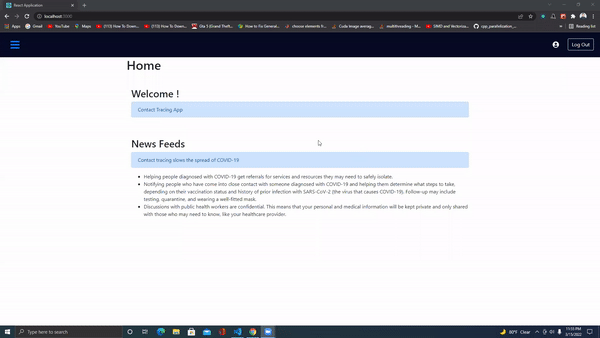 React Application
localhost:3000
Apps
Gmail
YouTube
Maps
(113) How To Down...
(113) How To Down...
Gta 5 (Grand Theft...
How to Fix Generai...
choose elements fr...
Cuda image averag...
multithreading - M...
SIMD and Vectoriza...
Reading list
Log Out
Home
Welcome !
Contact Tracing App
News Feeds
Contact tracing slows the spread of COVID-19
Helping people diagnosed with COVID-19 get referrals for services and resources they may need to safely isolate.
Notifying people who have come into close contact with someone diagnosed with COVID-19 and helping them determine what steps to take,
depending on their vaccination status and history of prior infection with SARS-CoV-2 (the virus that causes COVID-19). Follow-up may include
testing, quarantine, and wearing a well-fitted mask.
Discussions with public health workers are confidential. This means that your personal and medical information will be kept private and only shared
with those who may need to know, like your healthcare provider.
Type here to search
80°F Clear
11:55 PM
3/15/2022